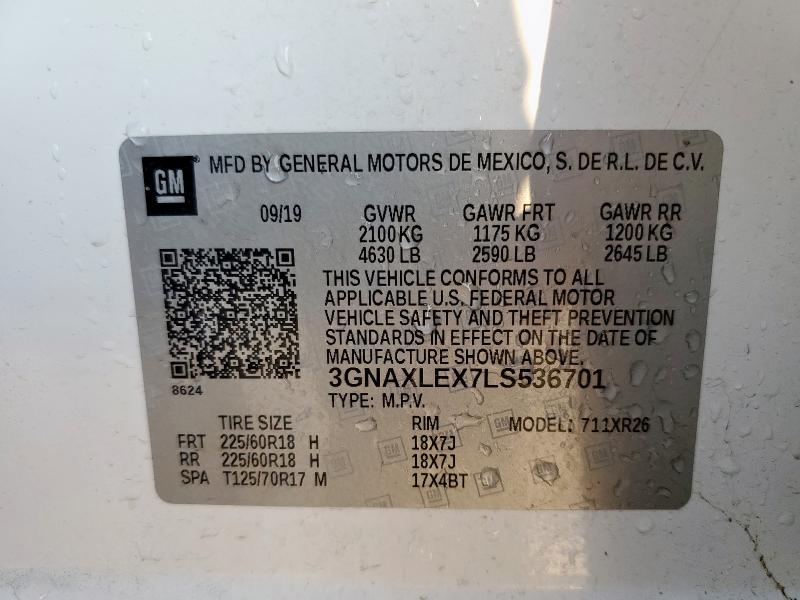 GM
MFD BY GENERAL MOTORS DE MEXICO, S. DE R.L. DE C.V.
09/19 GVWR GAWR FRT GAWR RR
2100 KG 1175 KG 1200 KG
4630 LB 2590 LB 2645 LB
THIS VEHICLE CONFORMS TO ALL
APPLICABLE U.S. FEDERAL MOTOR
VEHICLE SAFETY AND THEFT PREVENTION
STANDARDS IN EFFECT ON THE DATE OF
MANUFACTURE SHOWN ABOVE.
8624
3GNAXLEX7LS536701
TYPE: M.P.V.
TIRE SIZE RIM MODEL: 711XR26
FRT 225/60R18 H 18X7J
RR 225/60R18 H 18X7J
SPA T125/70R17 M 17X4BT